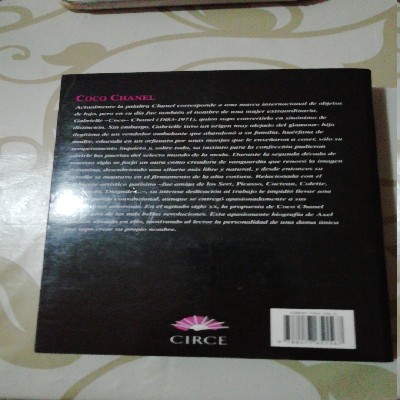 COCO CHANEL
Actualmente la palabra Chanel corresponde a una marca internacional de objetos
de lujo, pero en su día fue también el nombre de una mujer extraordinaria,
Gabrielle «Coco» Chanel (1883-1971), quien supo convertirlo en sinónimo
de Sin embargo, Gabrielle tuvo un origen muy alejado del glamour: hija
ilegítima de un vendedor ambulante que abandonó a su familia, huérfana de
madre, educada en un orfanato por unas monjas que le enseñaron a coser, sólo su
temperamento inquieto y, sobre todo, su instinto para la confección pudieron
las puertas del selecto mundo de la moda. Durante la segunda década de
nuestro siglo se forjó un mito como creadora de vanguardia que renovó la imagen
femenina, descubriendo una silueta más libre y natural, y desde entonces su
se mantuvo en el firmamento de la alta costura. Relacionada con el
artístico parisino –fue amiga de los Sert, Picasso, Cocteau, Colette,
su intensa dedicación al trabajo le impidió llevar una
convencional, aunque se entregó apasionadamente a sus
En el agitado siglo XX, la propuesta de Coco Chanel
de las más bellas revoluciones. Esta apasionante biografía de Axel
en ello, mostrando al lector la personalidad de una dama única
que supo crear su propio nombre.
CIRCE